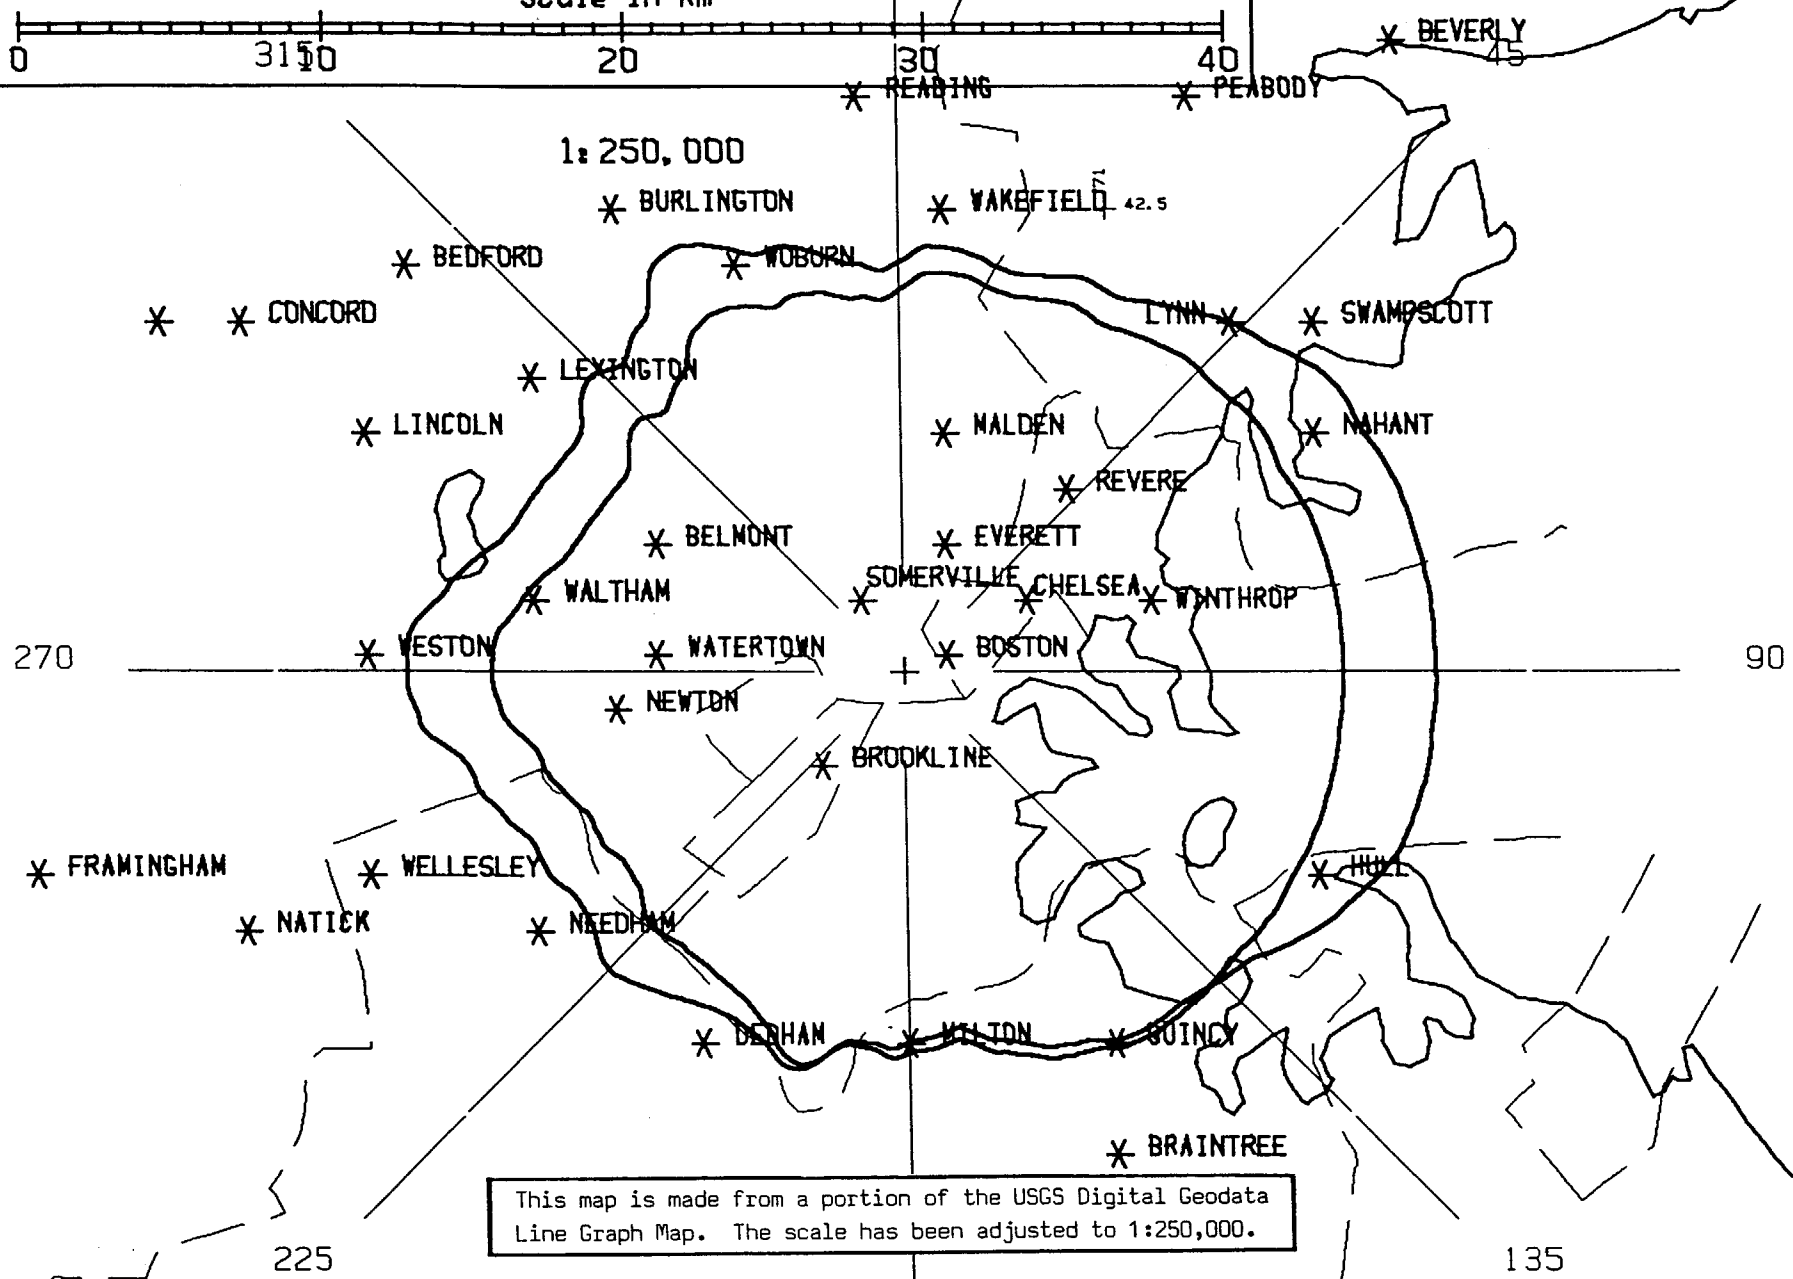 Scale in Km
0 10 20 30 40
315
BEVERLY
45
READING
PEABODY
1:250,000
BURLINGTON
WAKEFIELD
71
42.5
BEDFORD
WOBURN
CONCORD
LYNN
SWAMPSCOTT
LEXINGTON
LINCOLN
MALDEN
NAHANT
REVERE
BELMONT
EVERETT
SOMERVILLE
CHELSEA
WALTHAM
WINTHROP
270
WESTON
WATERTOWN
BOSTON
90
NEWTON
BROOKLINE
FRAMINGHAM
WELLESLEY
HULL
NATICK
NEEDHAM
DEDHAM
MILTON
QUINCY
BRAINTREE
This map is made from a portion of the USGS Digital Geodata
Line Graph Map. The scale has been adjusted to 1:250,000.
225
135